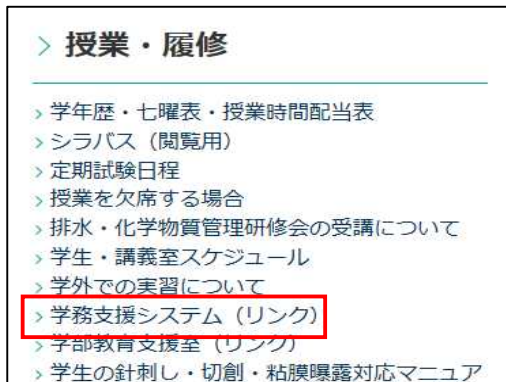 > 授業・履修
> 学年歴・七曜表・授業時間配当表
> シラバス（閲覧用）
> 定期試験日程
> 授業を欠席する場合
> 排水・化学物質管理研修会の受講について
> 学生・講義室スケジュール
> 学外での実習について
> 学務支援システム（リンク）
> 学部教育支援室（リンク）
> 学生の針刺し・切創・粘膜曝露対応マニュア